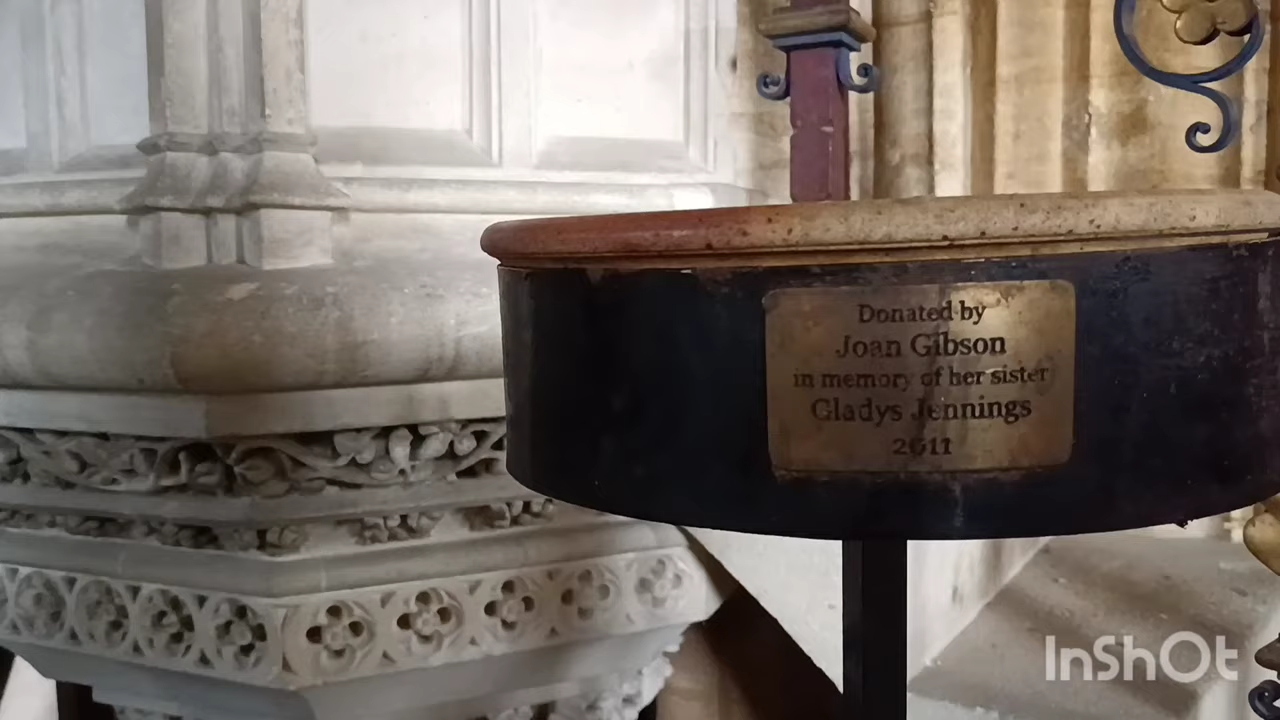 Donated by
Joan Gibson
in memory of her sister
Gladys Jennings
2011
InShOt